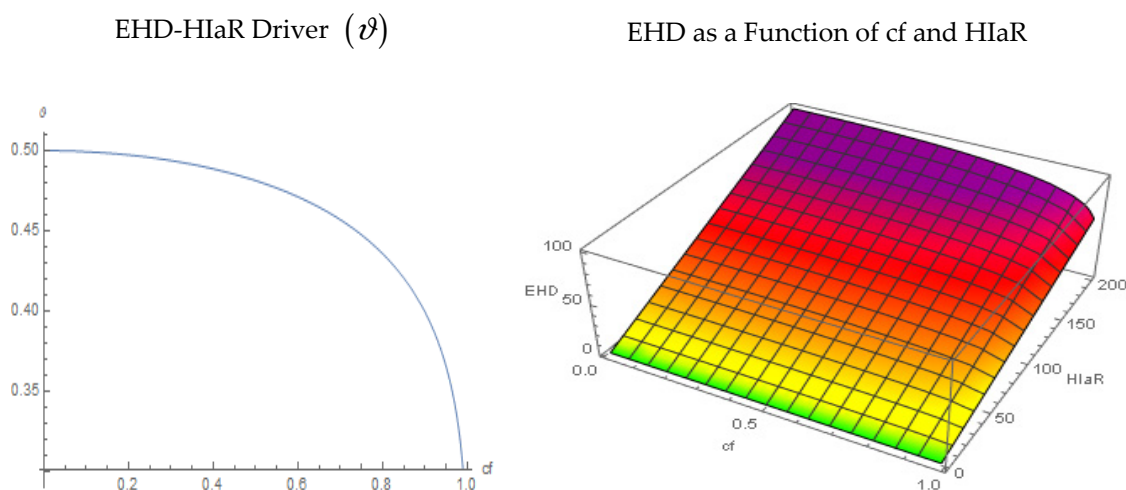 EHD-HIaR Driver (ϑ)
EHD as a Function of cf and HIaR
ϑ
0.50
0.45
0.40
0.35
0.2
0.4
0.6
0.8
1.0
cf
100
EHD
50
0
0.0
0.5
cf
1.0
0
50
100
HIaR
150
200